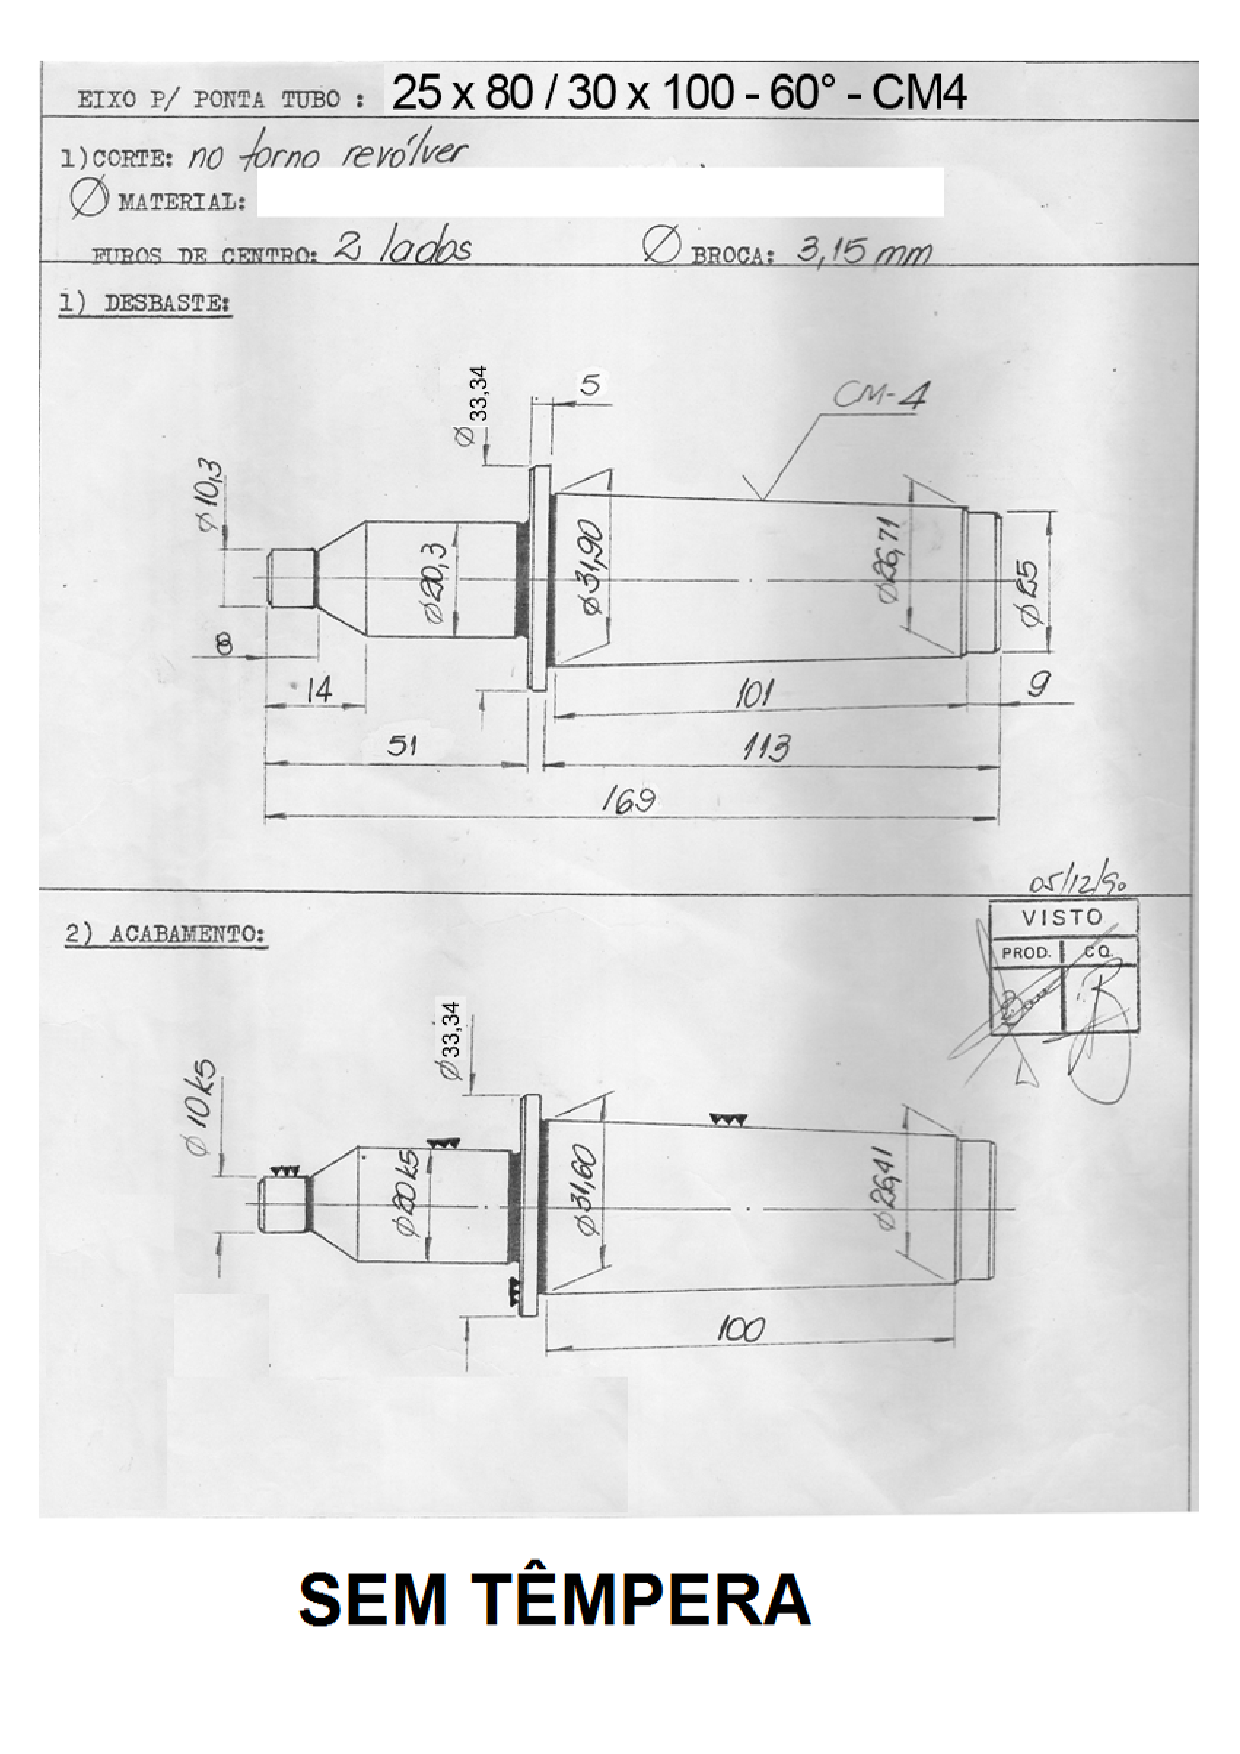 EIXO P/ PONTA TUBO : 25 x 80 / 30 x 100 - 60° - CM4
1)CORTE: no torno revólver
Ø MATERIAL:
FUROS DE CENTRO: 2 lados Ø BROCA: 3,15 mm
1) DESBASTE:
Ø 33,34
5
CM-4
Ø 10,3
Ø 20,3
Ø 31,90
Ø 26,71
Ø 25
8
14
101
9
51
113
169
05/12/90
VISTO
PROD. CQ
2) ACABAMENTO:
Ø 33,34
Ø 10 k5
Ø 20 k5
Ø 31,60
Ø 26,41
100
SEM TÊMPERA